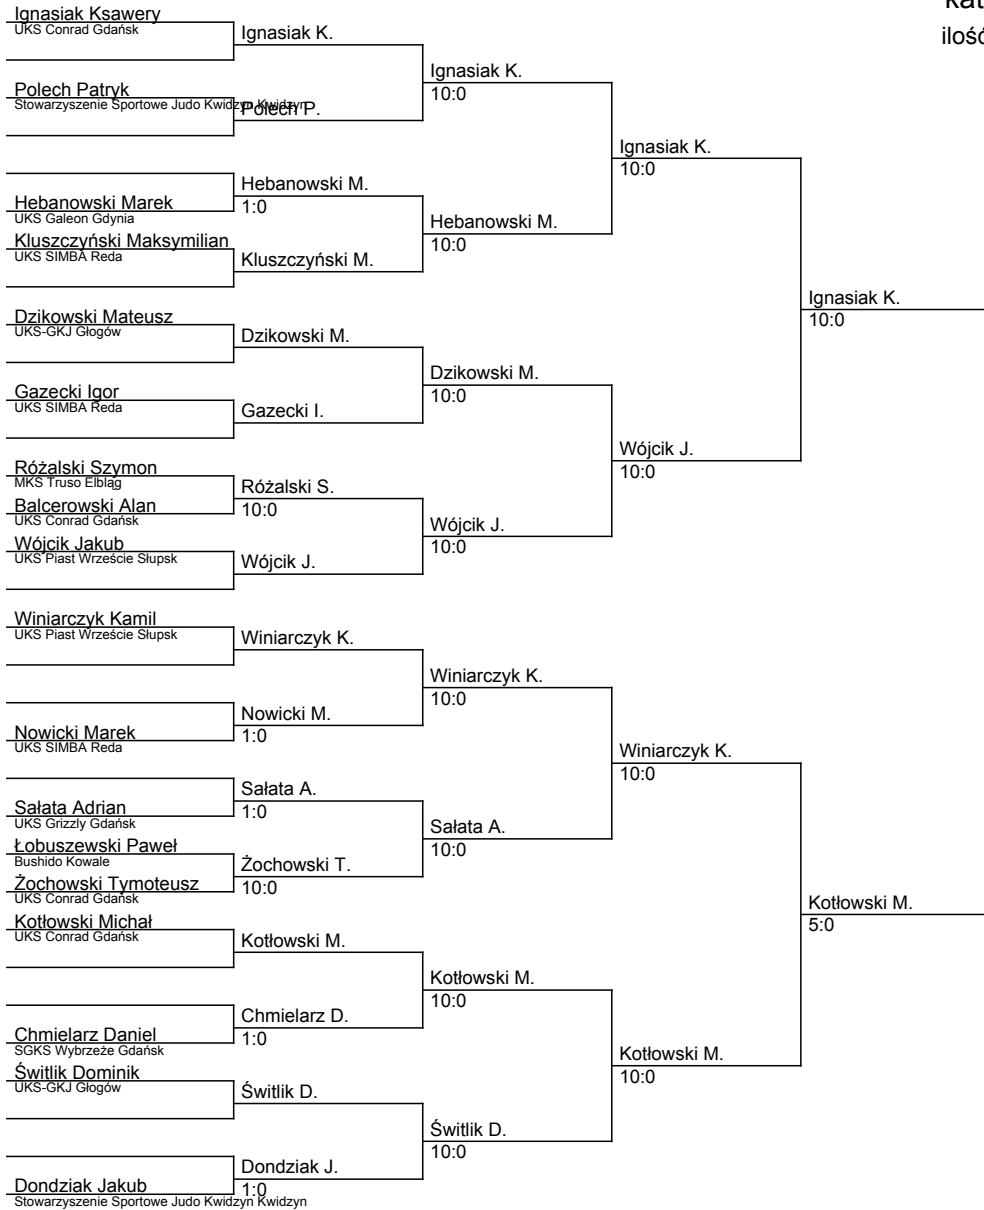 Ignasiak Ksawery
UKS Conrad Gdańsk
Polech Patryk
Stowarzyszenie Sportowe Judo Kwidzyn Kwidzyn
Hebanowski Marek
UKS Galeon Gdynia
Kluszczyński Maksymilian
UKS SIMBA Reda
Dzikowski Mateusz
UKS-GKJ Głogów
Gazecki Igor
UKS SIMBA Reda
Różalski Szymon
MKS Truso Elbląg
Balcerowski Alan
UKS Conrad Gdańsk
Wójcik Jakub
UKS Piast Wrzeście Słupsk
Winiarczyk Kamil
UKS Piast Wrzeście Słupsk
Nowicki Marek
UKS SIMBA Reda
Sałata Adrian
UKS Grizzly Gdańsk
Łobuszewski Paweł
Bushido Kowale
Żochowski Tymoteusz
UKS Conrad Gdańsk
Kotłowski Michał
UKS Conrad Gdańsk
Chmielarz Daniel
SGKS Wybrzeże Gdańsk
Świtlik Dominik
UKS-GKJ Głogów
Dondziak Jakub
Stowarzyszenie Sportowe Judo Kwidzyn Kwidzyn
Ignasiak K.
Polech P.
Hebanowski M.
1:0
Kluszczyński M.
Dzikowski M.
Gazecki I.
Różalski S.
10:0
Wójcik J.
Winiarczyk K.
Nowicki M.
1:0
Sałata A.
1:0
Żochowski T.
10:0
Kotłowski M.
Chmielarz D.
1:0
Świtlik D.
Dondziak J.
1:0
Ignasiak K.
10:0
Hebanowski M.
10:0
Dzikowski M.
10:0
Wójcik J.
10:0
Winiarczyk K.
10:0
Sałata A.
10:0
Kotłowski M.
10:0
Świtlik D.
10:0
Ignasiak K.
10:0
Wójcik J.
10:0
Winiarczyk K.
10:0
Kotłowski M.
10:0
Ignasiak K.
10:0
Kotłowski M.
5:0